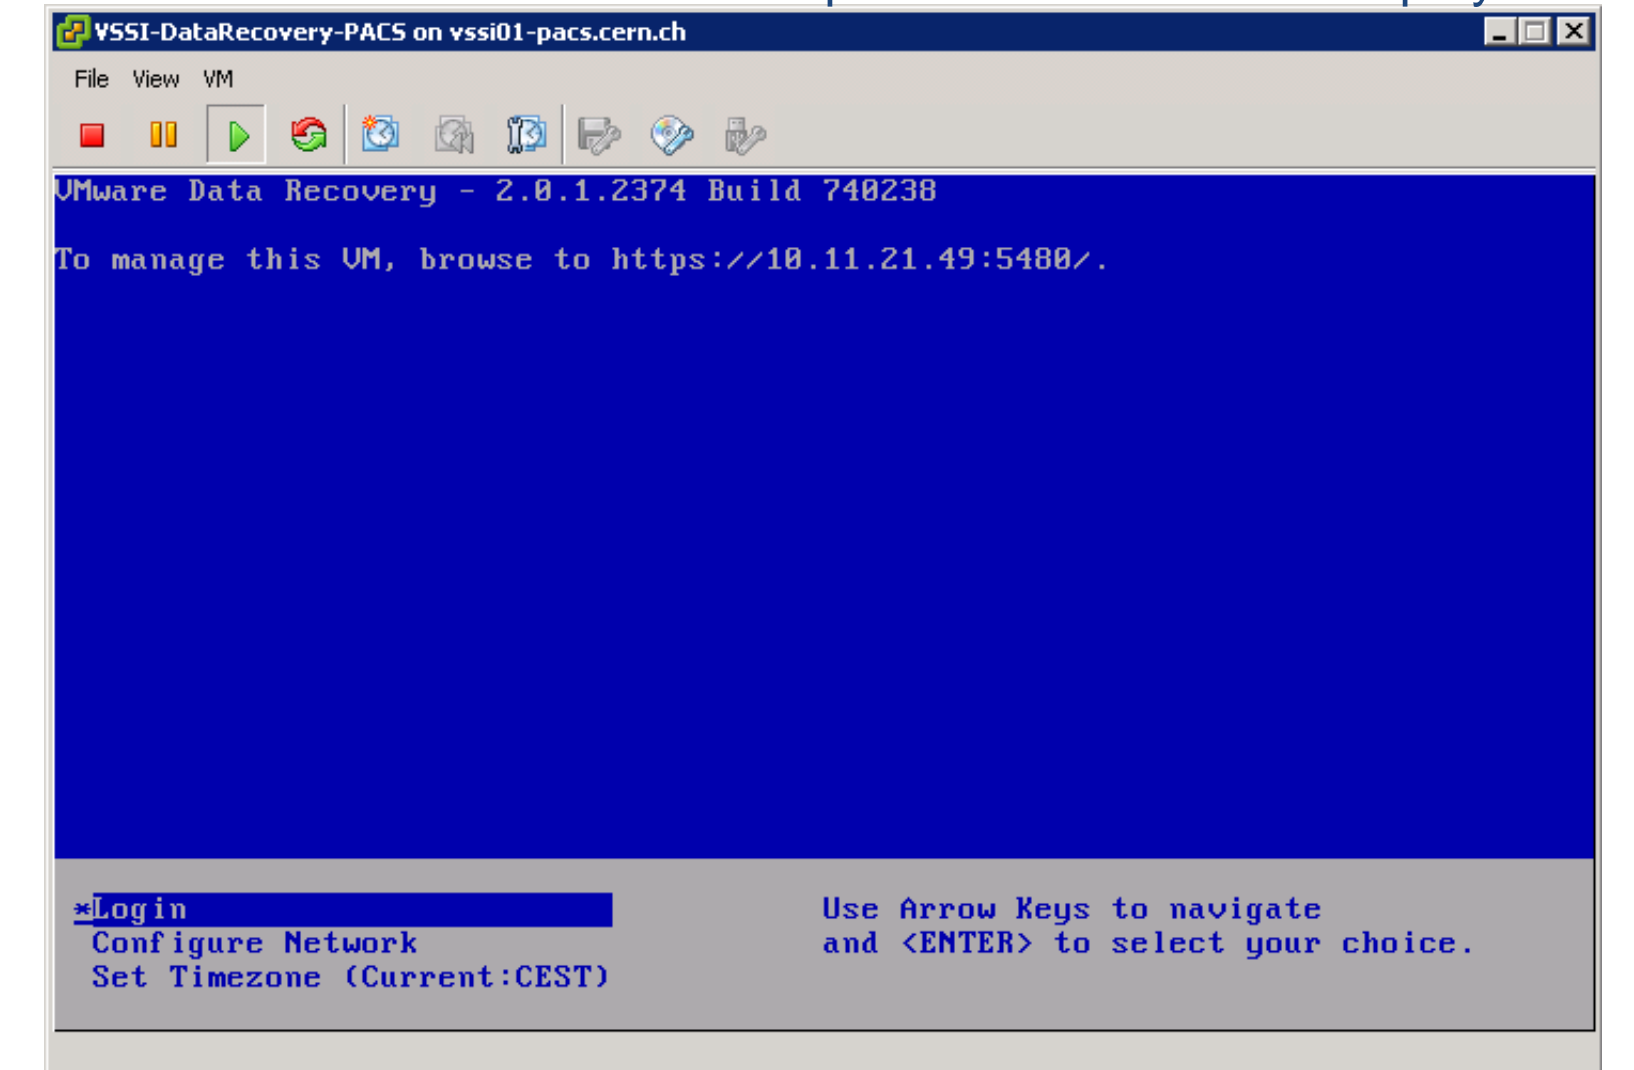 VSSI-DataRecovery-PACS on vssi01-pacs.cern.ch
File View VM
VMware Data Recovery - 2.0.1.2374 Build 740238
To manage this VM, browse to https://10.11.21.49:5480/.
*Login
Use Arrow Keys to navigate
Configure Network
and <ENTER> to select your choice.
Set Timezone (Current:CEST)